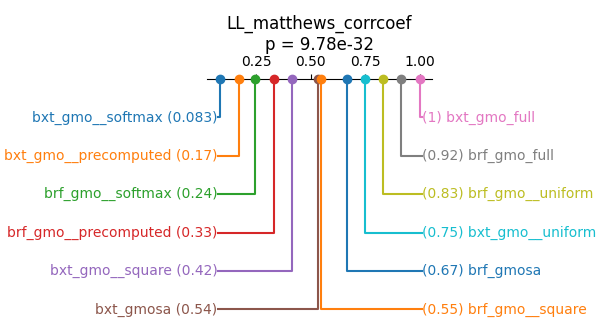 LL_matthews_corrcoef
p = 9.78e-32
0.25 0.50 0.75 1.00
bxt_gmo__softmax (0.083) (1) bxt_gmo_full
bxt_gmo__precomputed (0.17) (0.92) brf_gmo_full
brf_gmo__softmax (0.24) (0.83) brf_gmo__uniform
brf_gmo__precomputed (0.33) (0.75) bxt_gmo__uniform
bxt_gmo__square (0.42) (0.67) brf_gmosa
bxt_gmosa (0.54) (0.55) brf_gmo__square